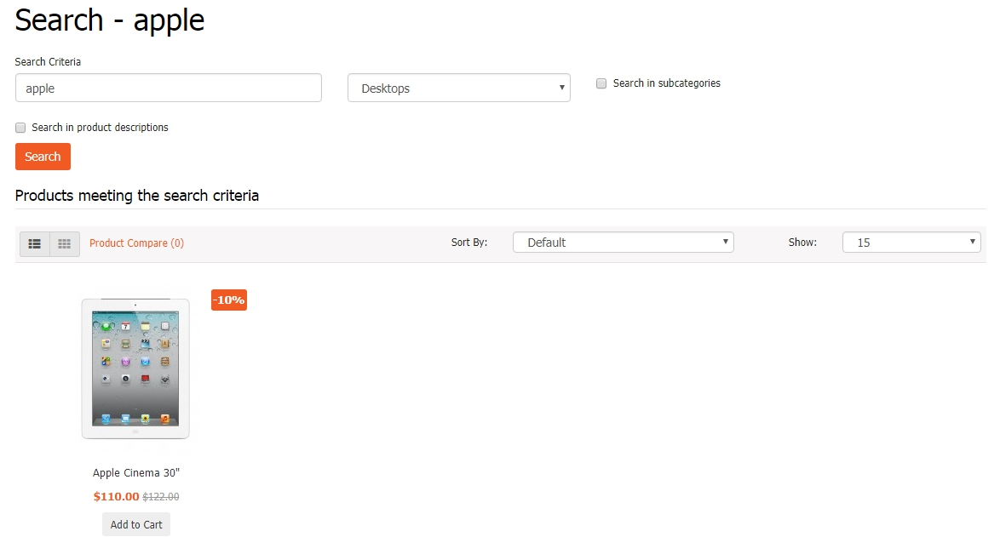 Search - apple
Search Criteria
apple
Desktops
Search in subcategories
Search in product descriptions
Search
Products meeting the search criteria
Product Compare (0)
Sort By:
Default
Show:
15
-10%
Apple Cinema 30"
$110.00 $122.00
Add to Cart